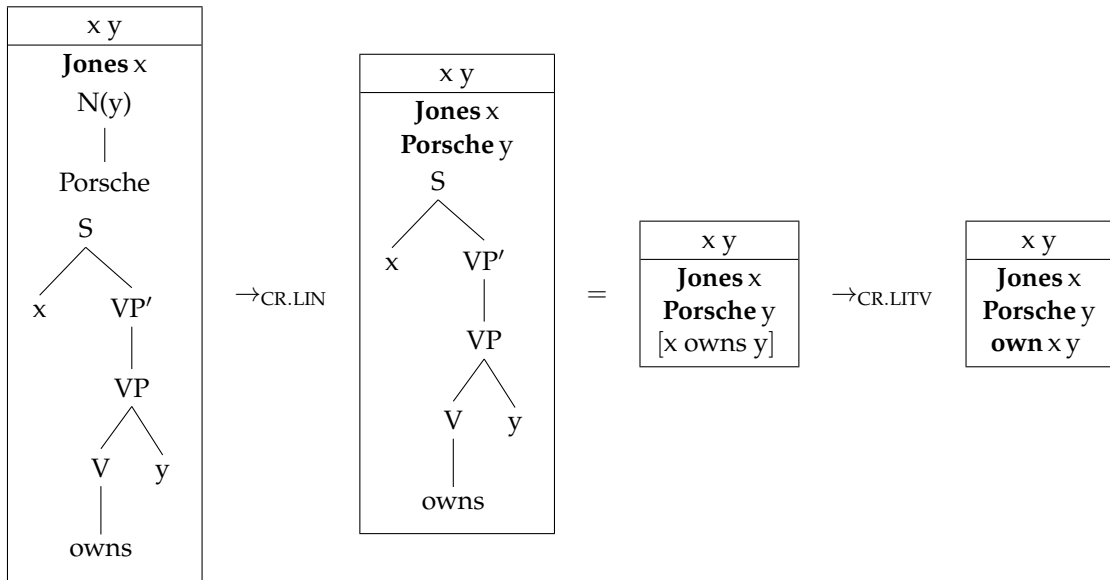 x y
Jones x
N(y)
Porsche
S
x VP′
VP
V y
owns
→CR.LIN
x y
Jones x
Porsche y
S
x VP′
VP
V y
owns
=
x y
Jones x
Porsche y
[x owns y]
→CR.LITV
x y
Jones x
Porsche y
own x y